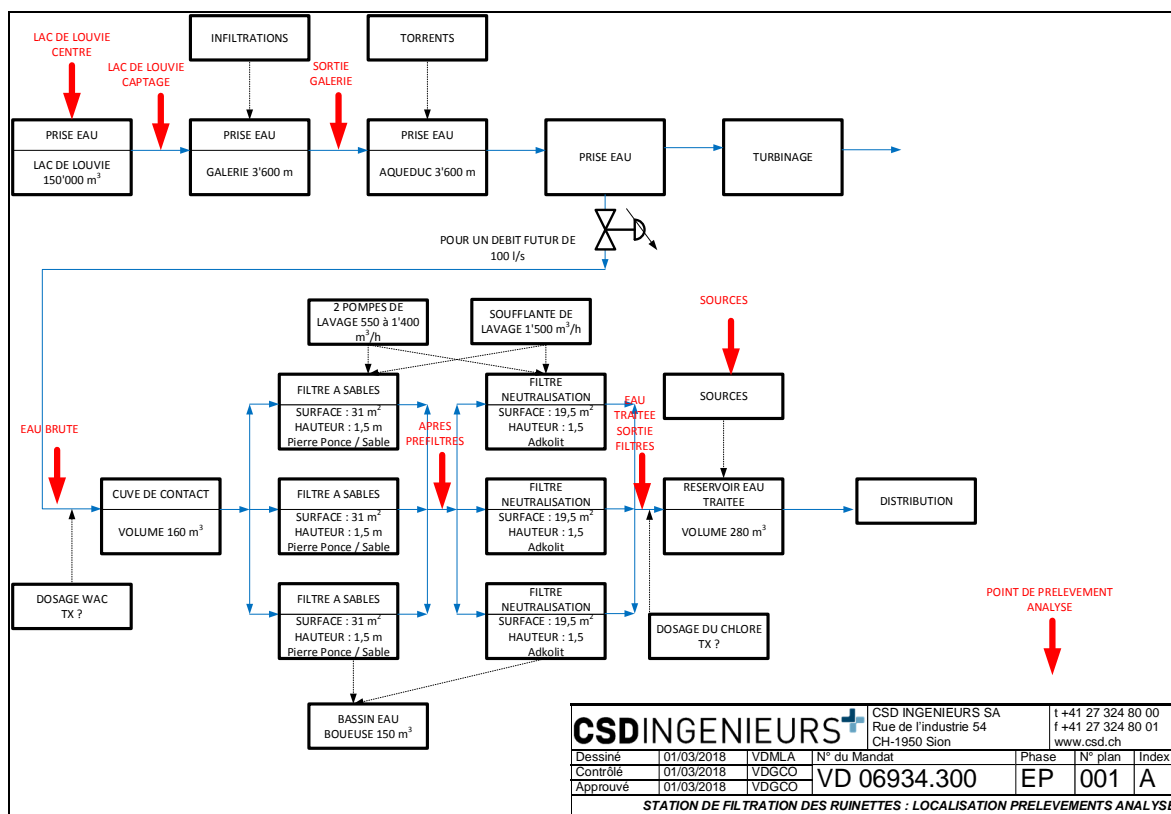 LAC DE LOUVIE
CENTRE
LAC DE LOUVIE
CAPTAGE
INFILTRATIONS
SORTIE
GALERIE
TORRENTS
PRISE EAU
LAC DE LOUVIE
150'000 m³
PRISE EAU
GALERIE 3'600 m
PRISE EAU
AQUEDUC 3'600 m
PRISE EAU
TURBINAGE
POUR UN DEBIT FUTUR DE
100 l/s
2 POMPES DE
LAVAGE 550 à 1'400
m³/h
SOUFFLANTE DE
LAVAGE 1'500 m³/h
SOURCES
SOURCES
FILTRE A SABLES
SURFACE : 31 m²
HAUTEUR : 1,5 m
Pierre Ponce / Sable
FILTRE
NEUTRALISATION
SURFACE : 19,5 m²
HAUTEUR : 1,5
Adkolit
EAU BRUTE
APRES
PREFILTRES
EAU
TRAITEE
SORTIE
FILTRES
CUVE DE CONTACT
VOLUME 160 m³
FILTRE A SABLES
SURFACE : 31 m²
HAUTEUR : 1,5 m
Pierre Ponce / Sable
FILTRE
NEUTRALISATION
SURFACE : 19,5 m²
HAUTEUR : 1,5
Adkolit
RESERVOIR EAU
TRAITEE
VOLUME 280 m³
DISTRIBUTION
DOSAGE WAC
TX ?
FILTRE A SABLES
SURFACE : 31 m²
HAUTEUR : 1,5 m
Pierre Ponce / Sable
FILTRE
NEUTRALISATION
SURFACE : 19,5 m²
HAUTEUR : 1,5
Adkolit
DOSAGE DU CHLORE
TX ?
POINT DE PRELEVEMENT
ANALYSE
BASSIN EAU
BOUEUSE 150 m³
CSDINGENIEURS
CSD INGENIEURS SA
Rue de l'industrie 54
CH-1950 Sion
t +41 27 324 80 00
f +41 27 324 80 01
www.csd.ch
Dessiné 01/03/2018 VDMLA
Contrôlé 01/03/2018 VDGCO
Approuvé 01/03/2018 VDGCO
N° du Mandat Phase N° plan Index
VD 06934.300 EP 001 A
STATION DE FILTRATION DES RUINETTES : LOCALISATION PRELEVEMENTS ANALYSE